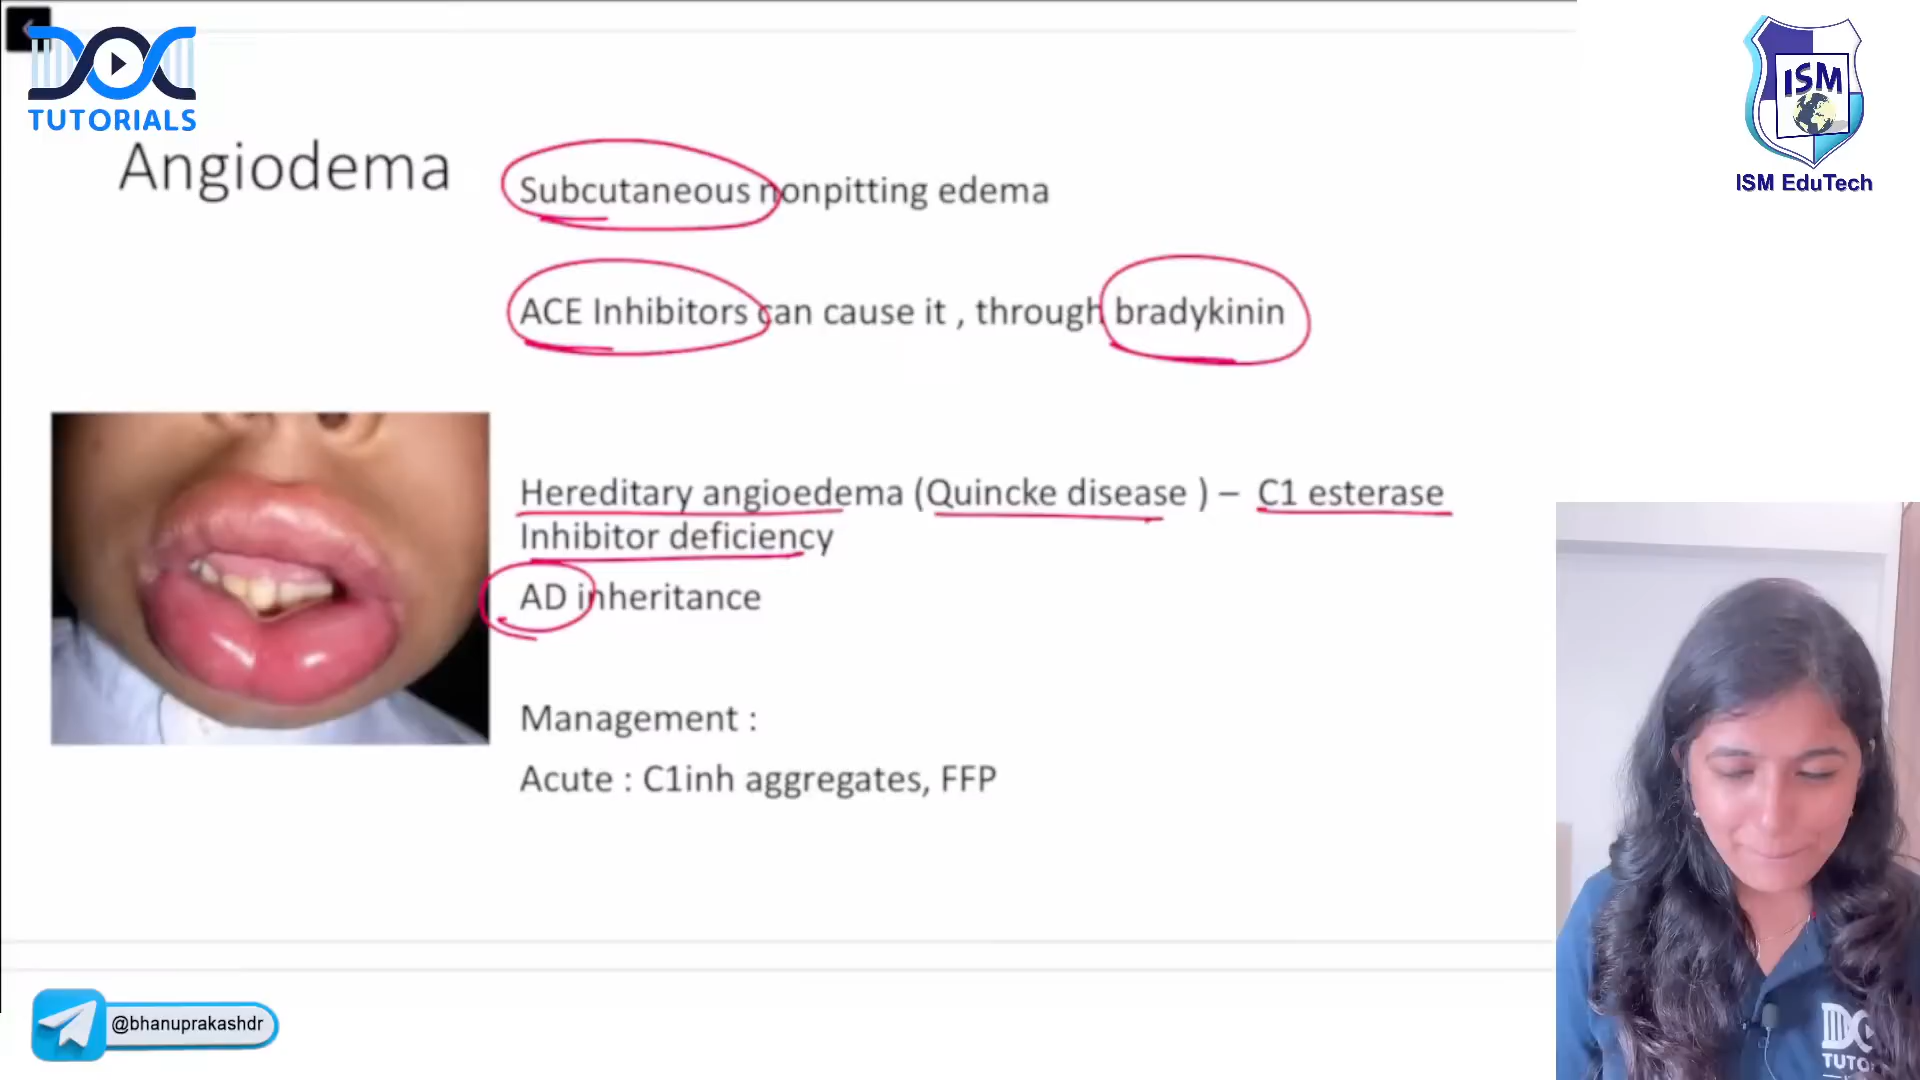 DOC
TUTORIALS
ISM
ISM EduTech
Angiodema
Subcutaneous nonpitting edema
ACE Inhibitors can cause it , through bradykinin
Hereditary angioedema (Quincke disease ) – C1 esterase
Inhibitor deficiency
AD inheritance
Management :
Acute : C1inh aggregates, FFP
@bhanuprakashdr